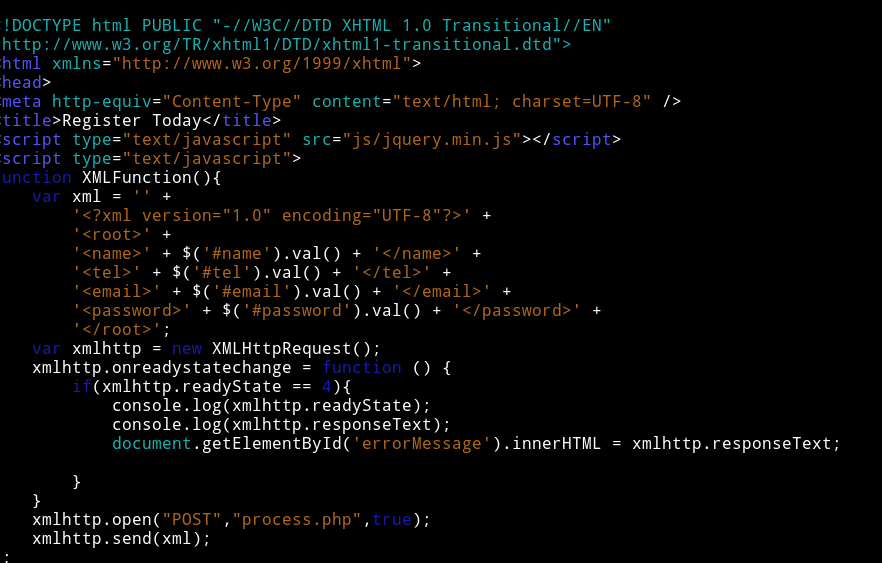 !DOCTYPE html PUBLIC "-//W3C//DTD XHTML 1.0 Transitional//EN"
http://www.w3.org/TR/xhtml1/DTD/xhtml1-transitional.dtd">
<html xmlns="http://www.w3.org/1999/xhtml">
<head>
<meta http-equiv="Content-Type" content="text/html; charset=UTF-8" />
<title>Register Today</title>
<script type="text/javascript" src="js/jquery.min.js"></script>
<script type="text/javascript">
function XMLFunction(){
    var xml = '' +
        '<?xml version="1.0" encoding="UTF-8"?>' +
        '<root>' +
        '<name>' + $('#name').val() + '</name>' +
        '<tel>' + $('#tel').val() + '</tel>' +
        '<email>' + $('#email').val() + '</email>' +
        '<password>' + $('#password').val() + '</password>' +
        '</root>';
    var xmlhttp = new XMLHttpRequest();
    xmlhttp.onreadystatechange = function () {
        if(xmlhttp.readyState == 4){
            console.log(xmlhttp.readyState);
            console.log(xmlhttp.responseText);
            document.getElementById('errorMessage').innerHTML = xmlhttp.responseText;
        }
    }
    xmlhttp.open("POST","process.php",true);
    xmlhttp.send(xml);
;